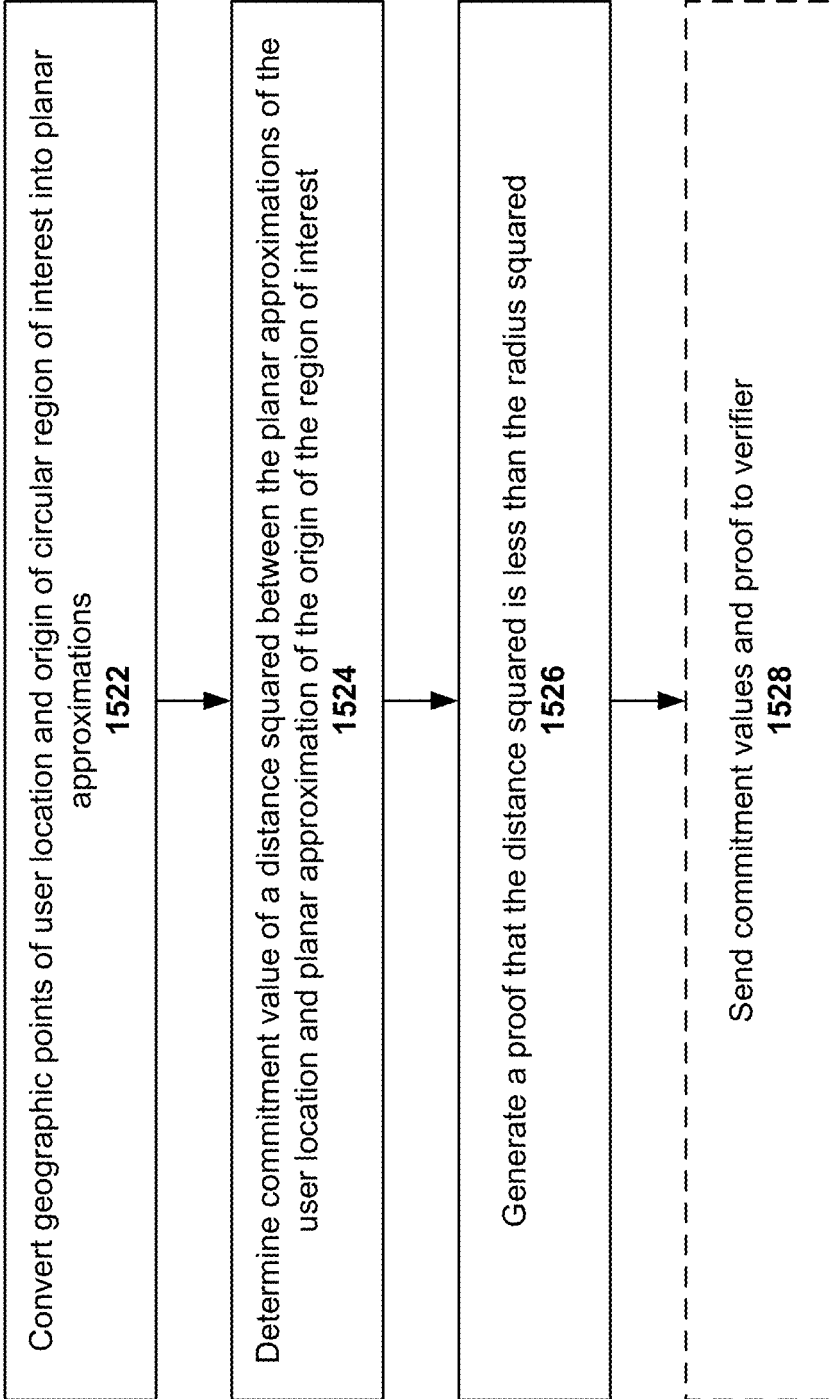 Convert geographic points of user location and origin of circular region of interest into planar
approximations
1522
Determine commitment value of a distance squared between the planar approximations of the
user location and planar approximation of the origin of the region of interest
1524
Generate a proof that the distance squared is less than the radius squared
1526
Send commitment values and proof to verifier
1528